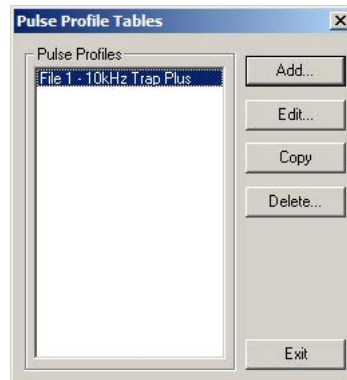 Pulse Profile Tables
Pulse Profiles
File 1 - 10kHz Trap Plus
Add...
Edit...
Copy
Delete...
Exit